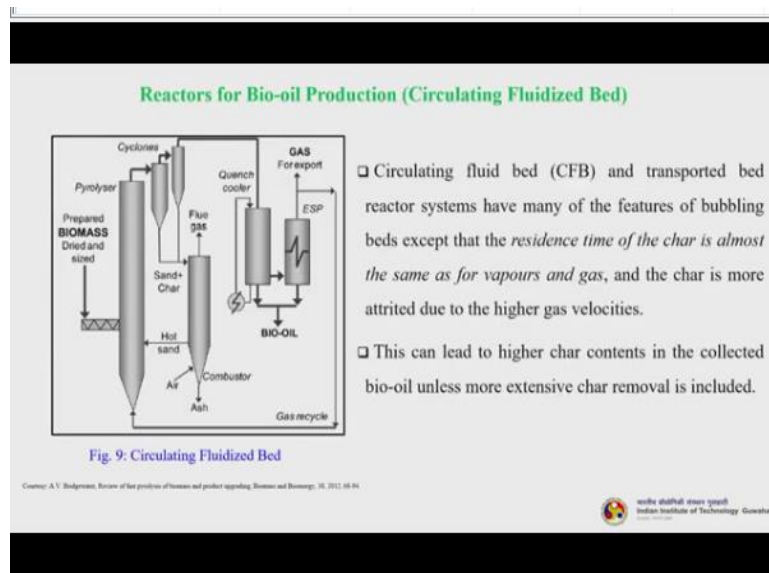 Reactors for Bio-oil Production (Circulating Fluidized Bed)
Cyclones
GAS
For export
Quench
cooler
Pyrolyser
ESP
Prepared
BIOMASS
Dried and
sized
Flue
gas
Sand+
Char
Hot
sand
BIO-OIL
Air
Combustor
Ash
Gas recycle
Fig. 9: Circulating Fluidized Bed
❑ Circulating fluid bed (CFB) and transported bed
reactor systems have many of the features of bubbling
beds except that the residence time of the char is almost
the same as for vapours and gas, and the char is more
attrited due to the higher gas velocities.
❑ This can lead to higher char contents in the collected
bio-oil unless more extensive char removal is included.
Courtesy: A.V. Bridgwater, Review of fast pyrolysis of biomass and product upgrading, Biomass and Bioenergy, 38, 2012, 68-94
भारतीय प्रौद्योगिकी संस्थान गुवाहाटी
Indian Institute of Technology Guwaha